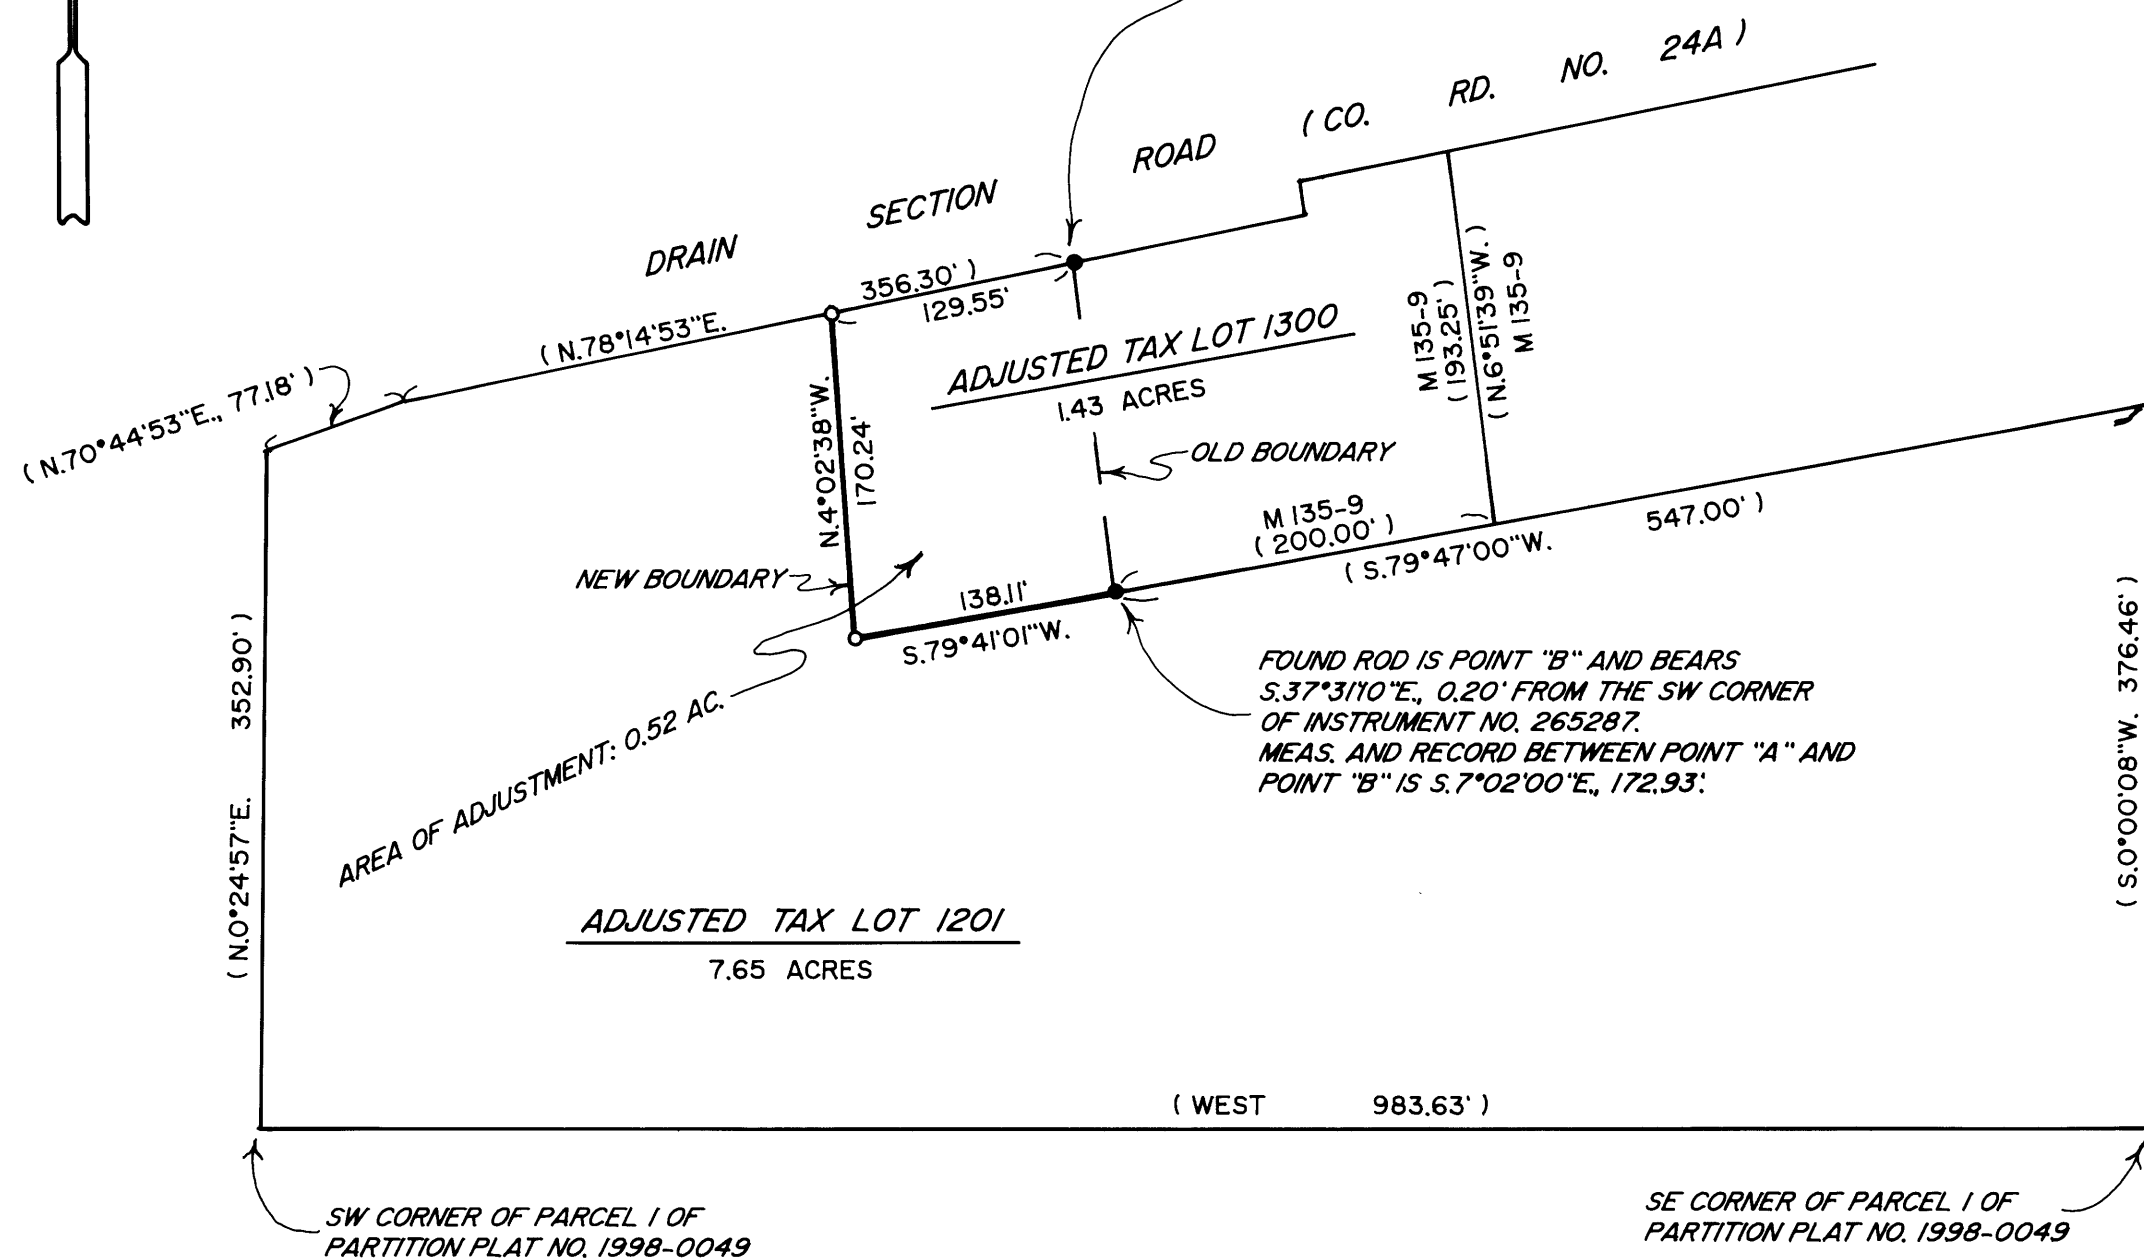 DRAIN SECTION ROAD ( CO. RD. NO. 24A )
( N.70°44'53"E., 77.18' )
( N.78°14'53"E. 356.30' )
129.55'
ADJUSTED TAX LOT 1300
1.43 ACRES
N.4°02'38"W.
170.24'
OLD BOUNDARY
M 135-9
( 193.25' )
( N.6°51'39"W. )
M 135-9
M 135-9
( 200.00' )
( S.79°47'00"W. 547.00' )
NEW BOUNDARY
138.11'
S.79°41'01"W.
FOUND ROD IS POINT "B" AND BEARS
S.37°31'10"E., 0.20' FROM THE SW CORNER
OF INSTRUMENT NO. 265287.
MEAS. AND RECORD BETWEEN POINT "A" AND
POINT "B" IS S.7°02'00"E., 172.93'.
AREA OF ADJUSTMENT: 0.52 AC.
( N.0°24'57"E. 352.90' )
( S.0°00'08"W. 376.46' )
ADJUSTED TAX LOT 1201
7.65 ACRES
( WEST 983.63' )
SW CORNER OF PARCEL 1 OF
PARTITION PLAT NO. 1998-0049
SE CORNER OF PARCEL 1 OF
PARTITION PLAT NO. 1998-0049